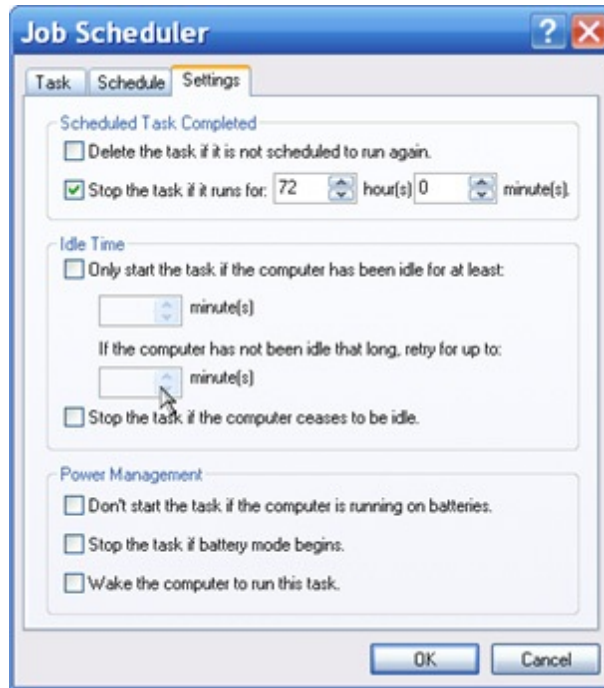 Job Scheduler
Task Schedule Settings
Scheduled Task Completed
Delete the task if it is not scheduled to run again.
Stop the task if it runs for: 72 hour(s) 0 minute(s).
Idle Time
Only start the task if the computer has been idle for at least:
minute(s)
If the computer has not been idle that long, retry for up to:
minute(s)
Stop the task if the computer ceases to be idle.
Power Management
Don't start the task if the computer is running on batteries.
Stop the task if battery mode begins.
Wake the computer to run this task.
OK Cancel